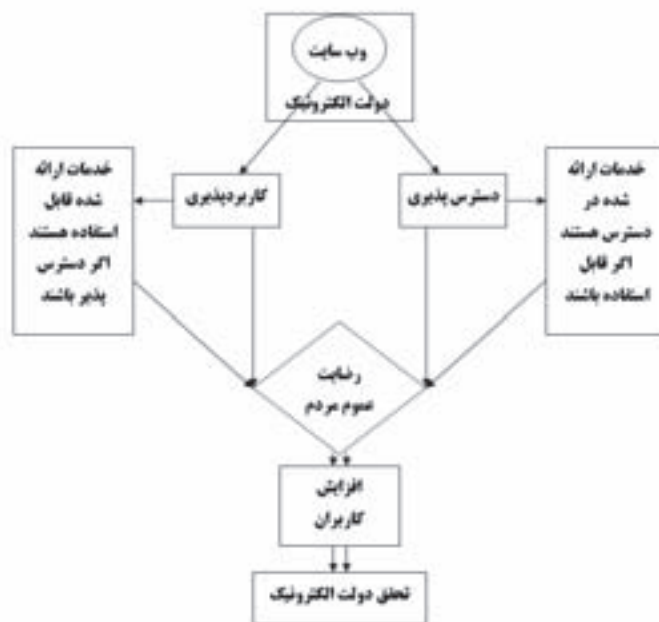 وب سایت
دولت الکترونیک
دسترس پذیری
کاربردپذیری
خدمات ارائه
شده در
دسترس هستند
اگر قابل
استفاده باشند
خدمات ارائه
شده قابل
استفاده هستند
اگر دسترس
پذیر باشند
رضایت
عموم مردم
افزایش
کاربران
تحقق دولت الکترونیک